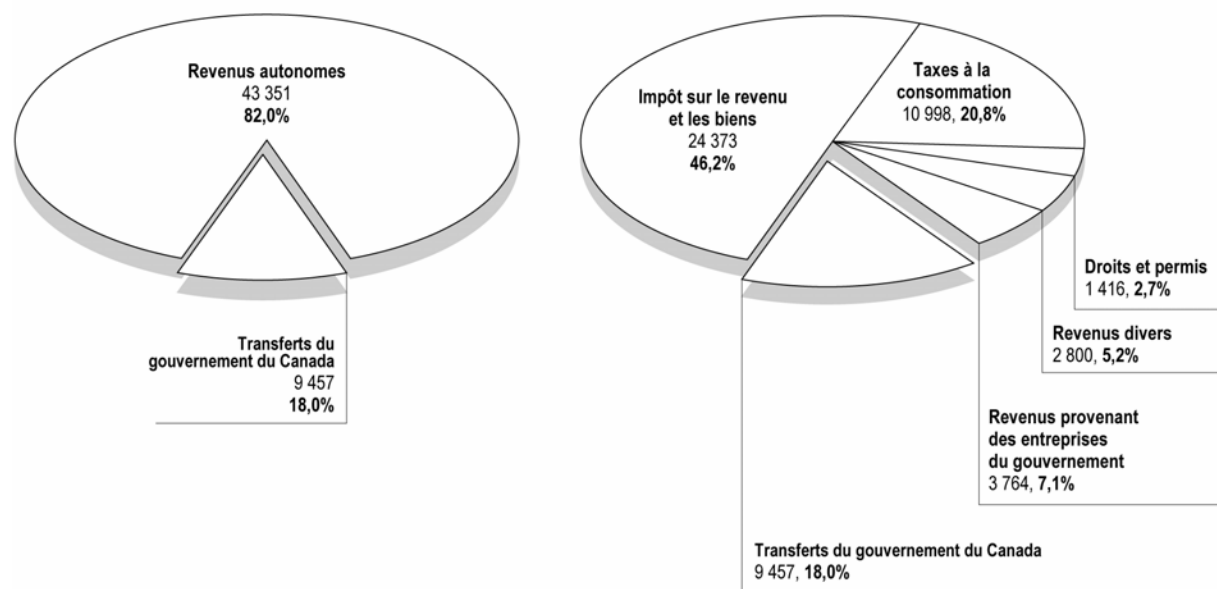 Revenus autonomes
43 351
82,0%
Transferts du
gouvernement du Canada
9 457
18,0%
Impôt sur le revenu
et les biens
24 373
46,2%
Taxes à la
consommation
10 998, 20,8%
Droits et permis
1 416, 2,7%
Revenus divers
2 800, 5,2%
Revenus provenant
des entreprises
du gouvernement
3 764, 7,1%
Transferts du gouvernement du Canada
9 457, 18,0%